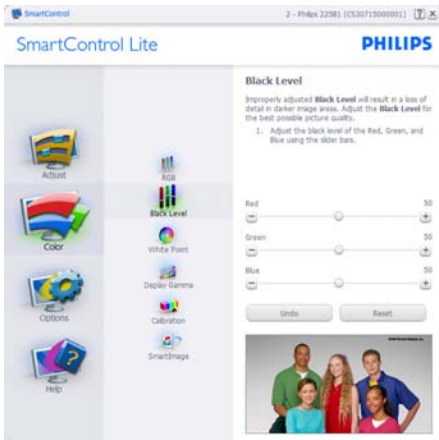 SmartControl
2 - Philips 225B1 (CS30715000001)
SmartControl Lite
PHILIPS
Adjust
Color
Options
Help
RGB
Black Level
White Point
Display Gamma
Calibration
SmartImage
Black Level
Improperly adjusted Black Level will result in a loss of
detail in darker image areas. Adjust the Black Level for
the best possible picture quality.
1. Adjust the black level of the Red, Green, and
Blue using the slider bars.
Red 50
Green 50
Blue 50
Undo Reset